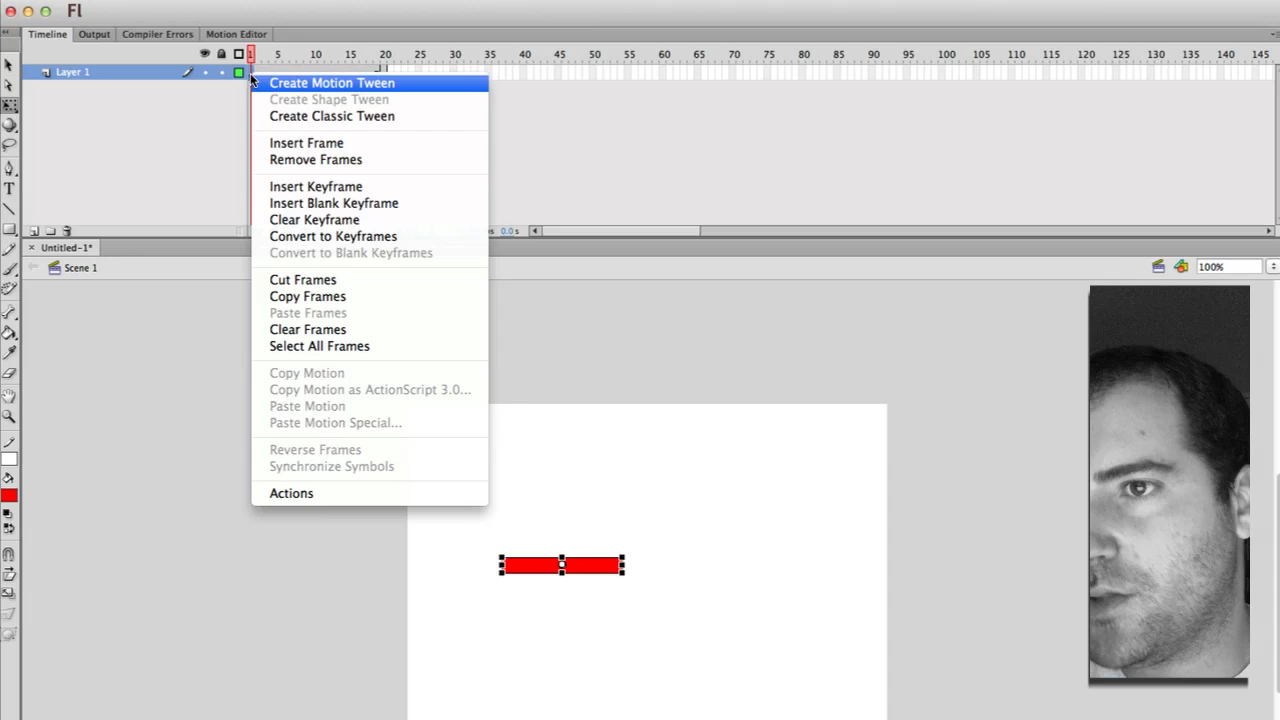 Fl
Timeline Output Compiler Errors Motion Editor
1 5 10 15 20 25 30 35 40 45 50 55 60 65 70 75 80 85 90 95 100 105 110 115 120 125 130 135 140 145
Layer 1
Create Motion Tween
Create Shape Tween
Create Classic Tween
Insert Frame
Remove Frames
Insert Keyframe
Insert Blank Keyframe
Clear Keyframe
Convert to Keyframes
Convert to Blank Keyframes
Cut Frames
Copy Frames
Paste Frames
Clear Frames
Select All Frames
Copy Motion
Copy Motion as ActionScript 3.0...
Paste Motion
Paste Motion Special...
Reverse Frames
Synchronize Symbols
Actions
0.0s
Untitled-1*
Scene 1
100%
T